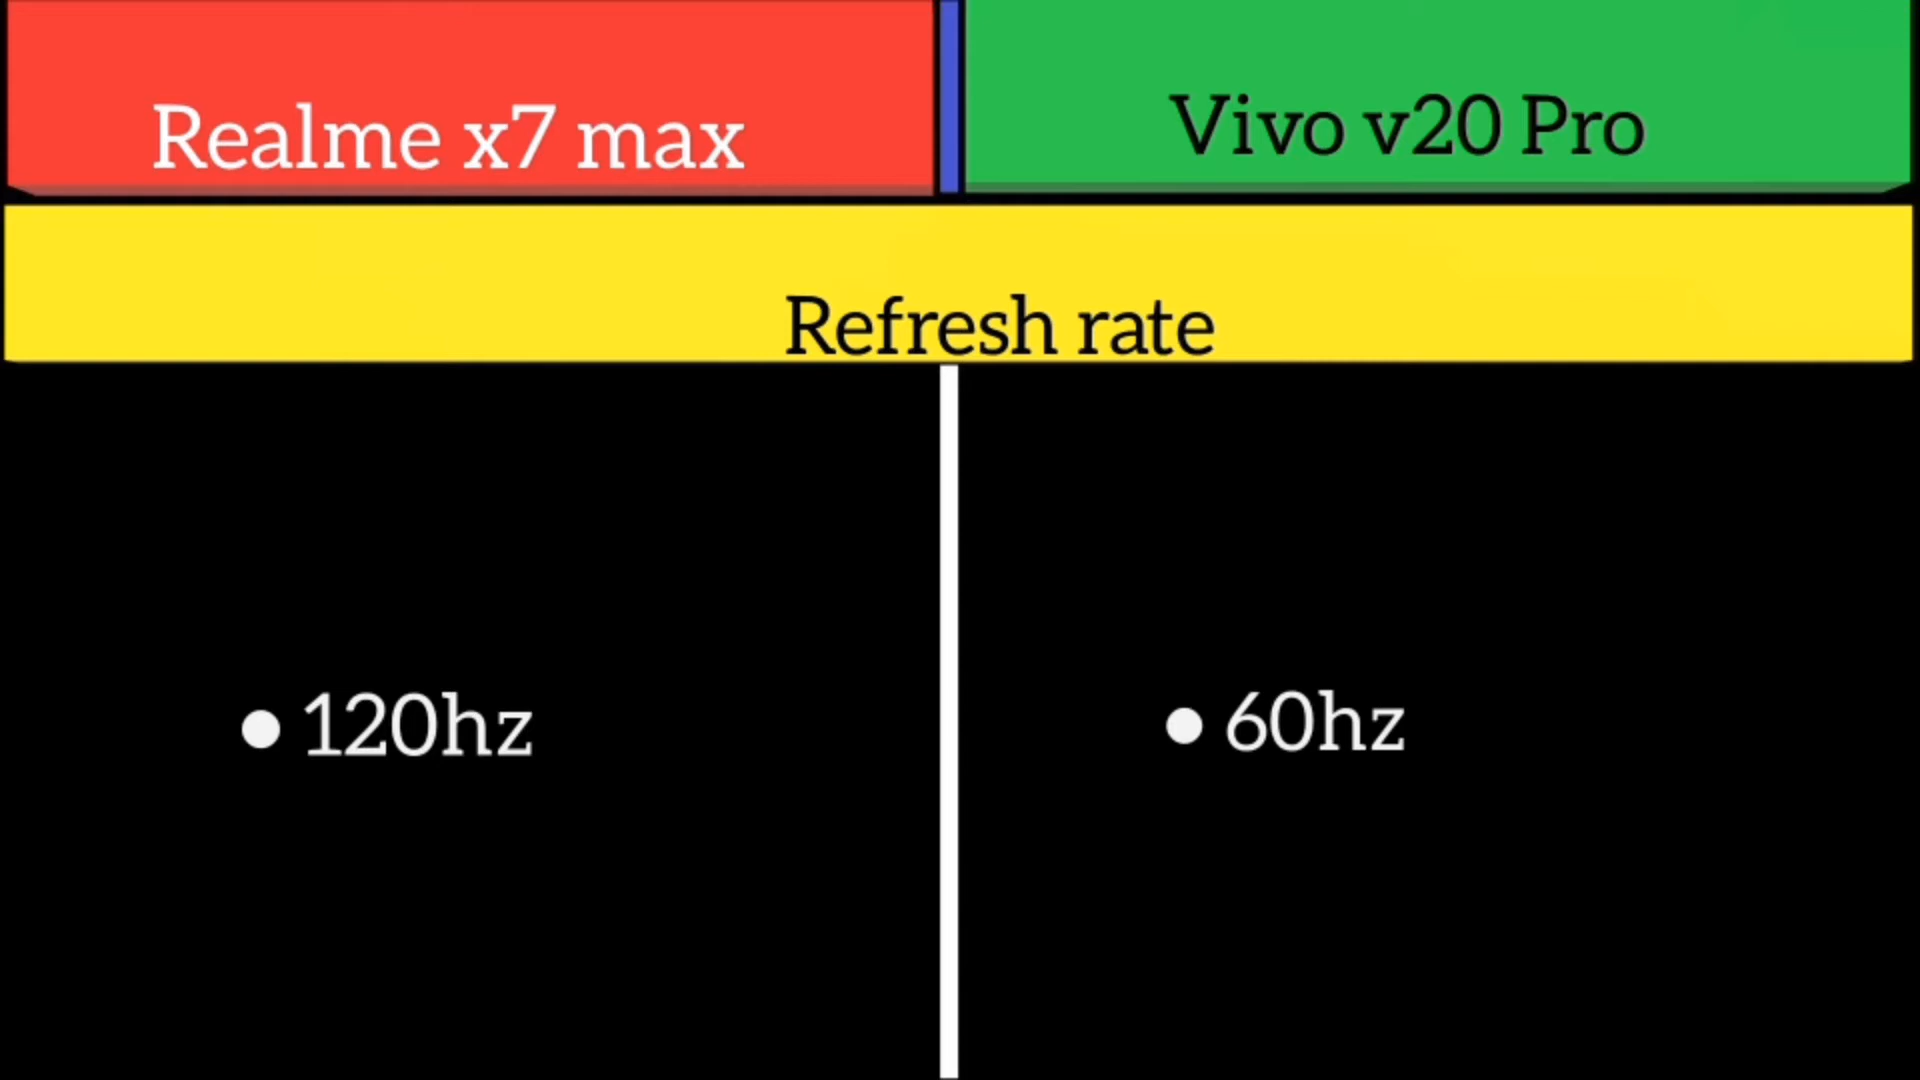 Realme x7 max
Vivo v20 Pro
Refresh rate
● 120hz
● 60hz